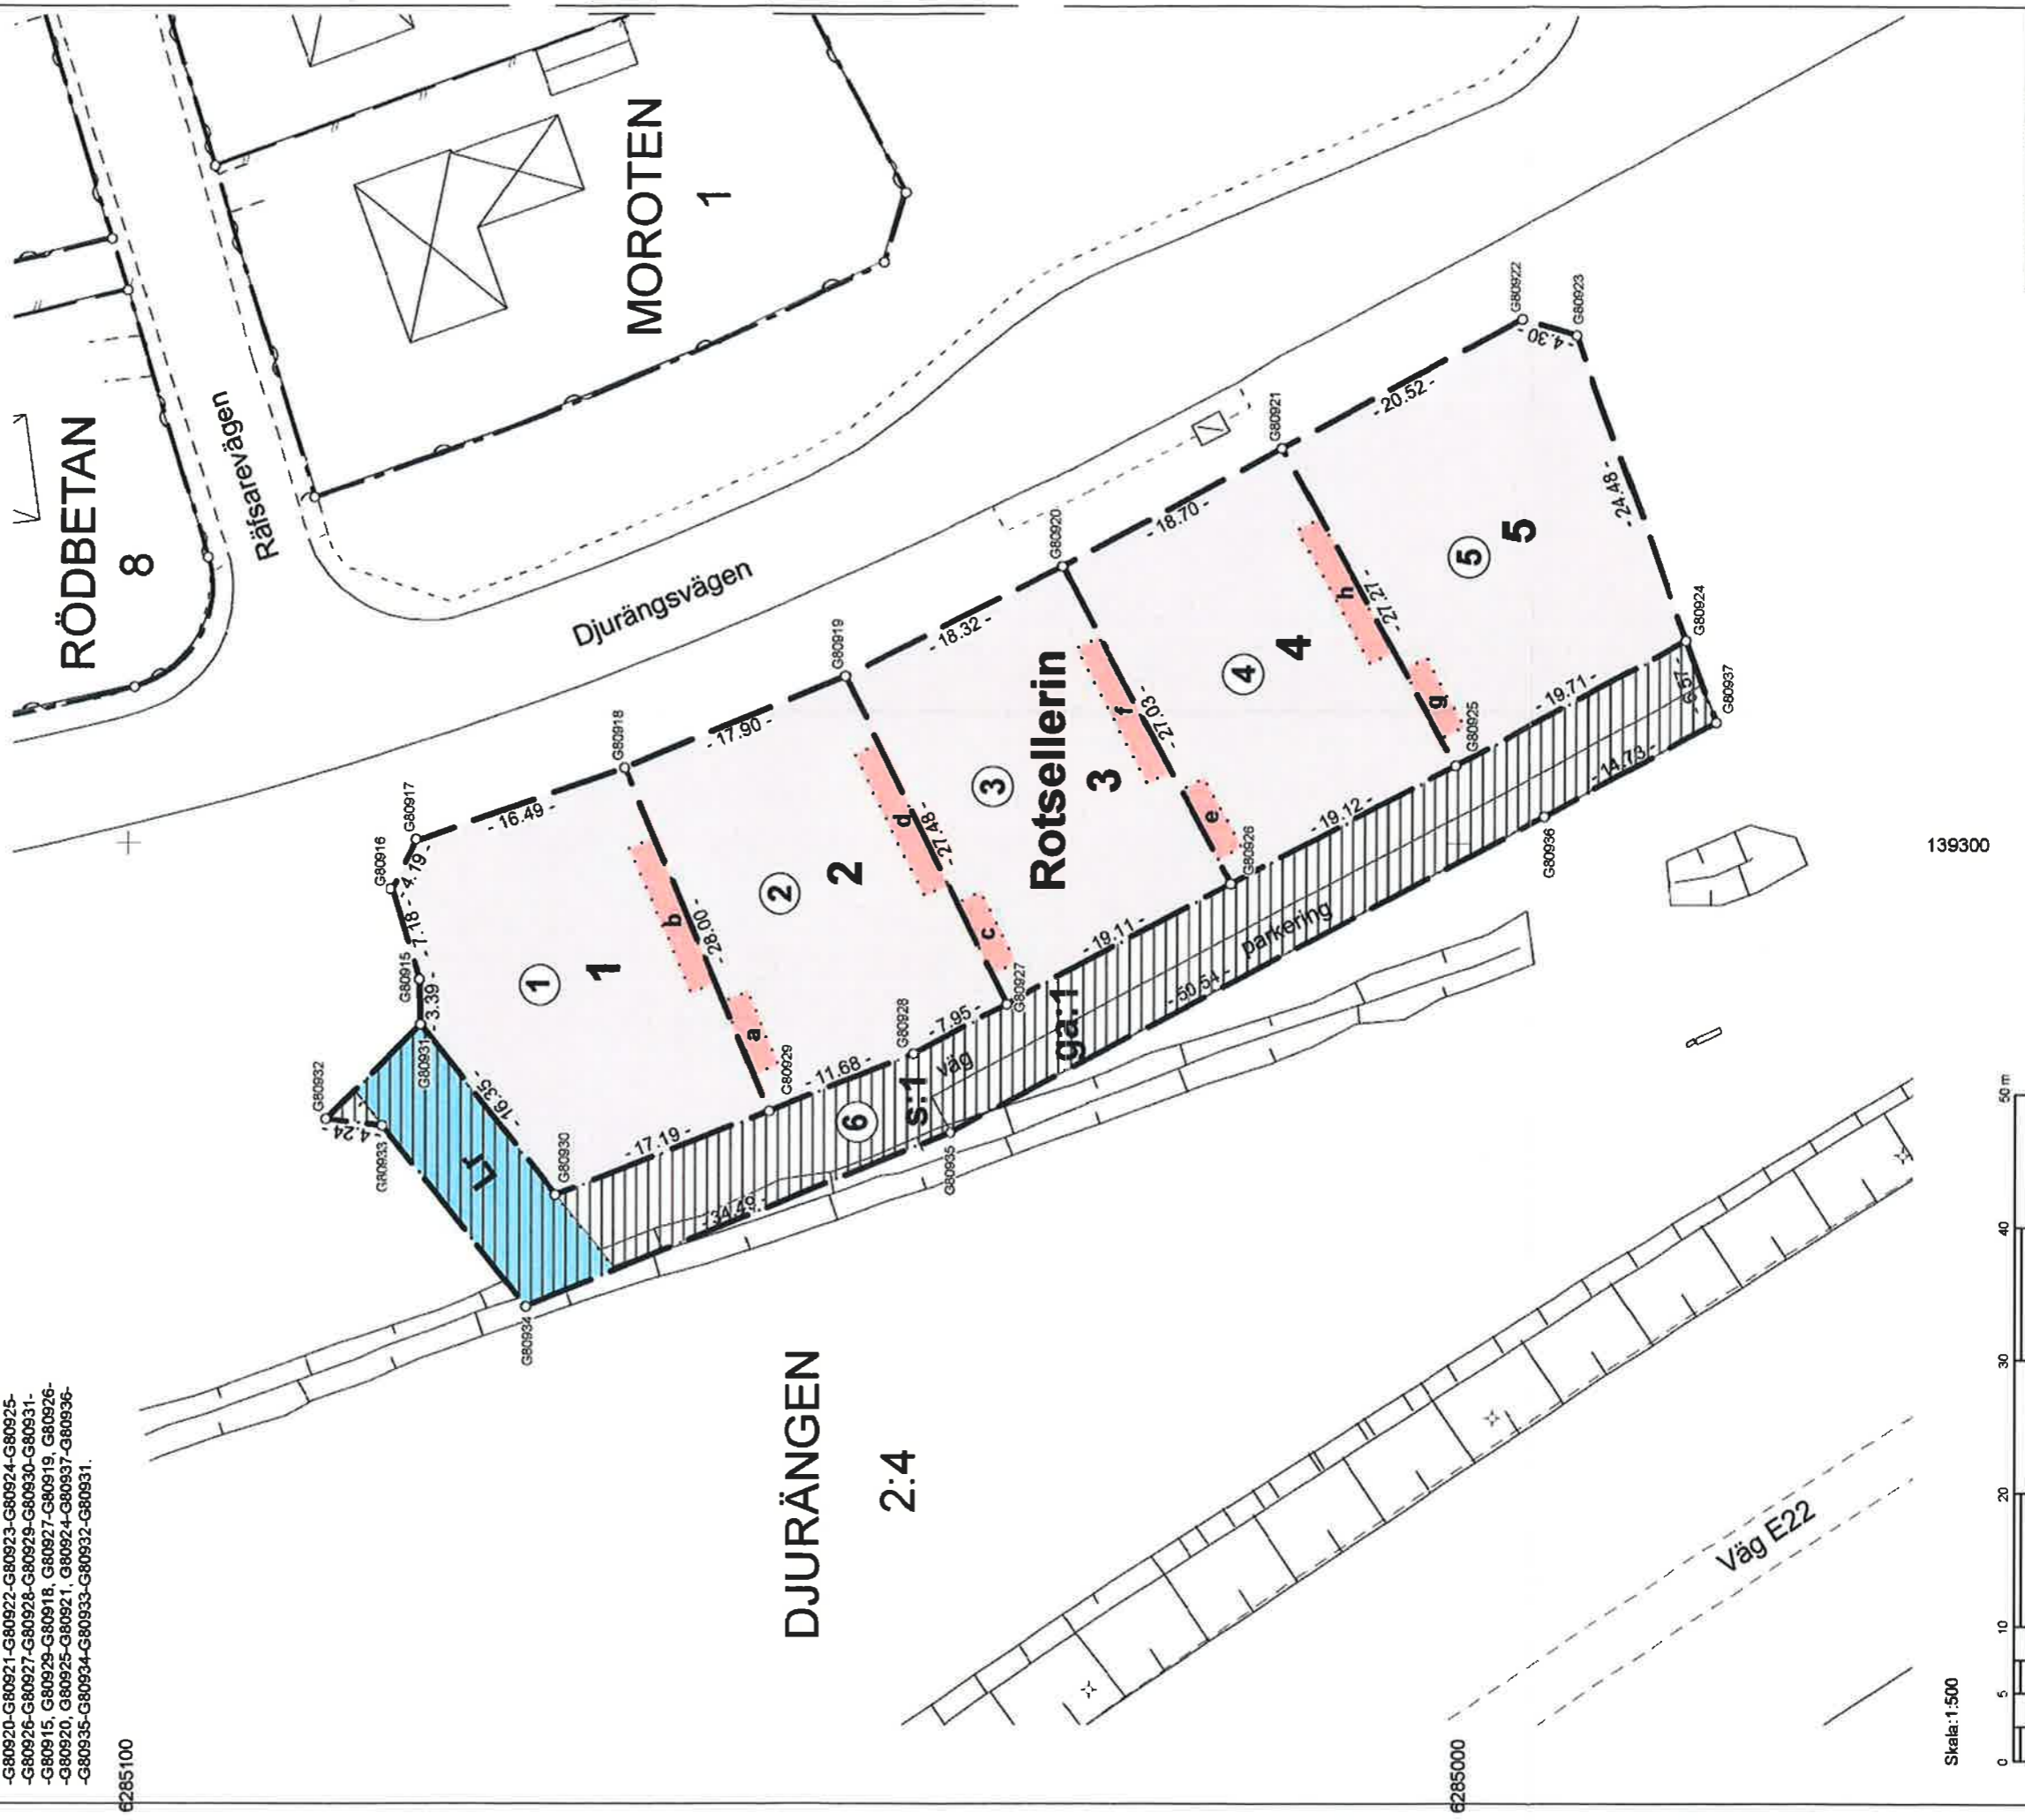 -G80920-G80921-G80922-G80923-G80924-G80925-
-G80926-G80927-G80928-G80929-G80930-G80931-
-G80915, G80929-G80918, G80927-G80919, G80926-
-G80920, G80925-G80921, G80924-G80937-G80936-
-G80935-G80934-G80933-G80932-G80931.
6285100
RÖDBETAN
8
Räfsarevägen
MOROTEN
1
Djurängsvägen
G80932
- 4.24 -
G80933
L1
G80931
- 3.39 -
G80915
- 7.18 -
G80916
- 4.19 -
G80917
- 16.49 -
G80918
- 17.90 -
G80919
- 18.32 -
G80920
- 18.70 -
G80921
- 20.52 -
G80922
- 4.30 -
G80923
- 24.48 -
G80924
- 6.57 -
G80937
- 16.35 -
G80930
G80934
- 17.19 -
- 34.49 -
1
1
b
- 28.00 -
a
G80929
- 11.68 -
G80928
- 7.95 -
G80927
2
2
d
- 27.48 -
c
6
s:1
väg
G80935
ga:1
- 50.54 -
parkering
- 19.11 -
3
Rotsellerin
3
f
- 27.03 -
e
G80926
- 19.12 -
4
4
h
- 27.27 -
g
G80925
- 19.71 -
5
5
- 14.73 -
G80936
139300
DJURÄNGEN
2:4
6285000
Väg E22
Skala:1:500
0 5 10 20 30 40 50 m